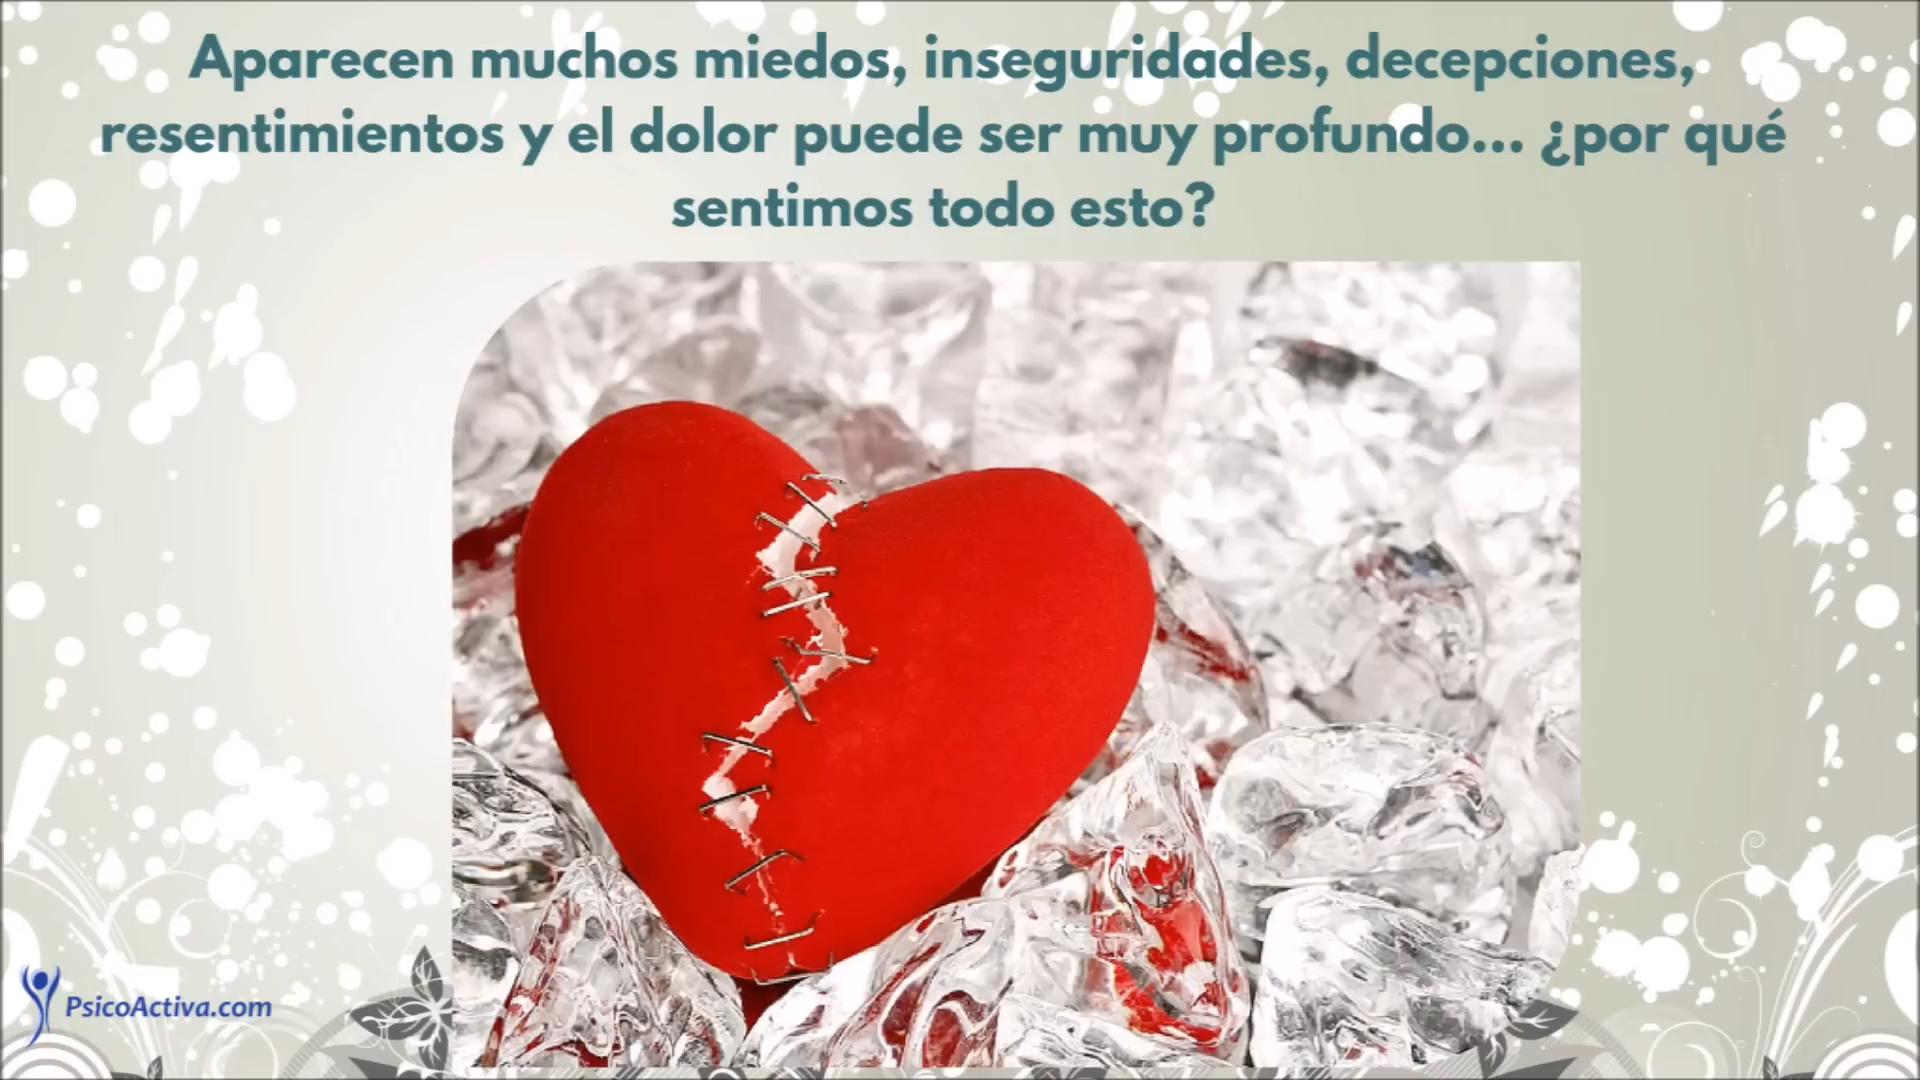 Aparecen muchos miedos, inseguridades, decepciones,
resentimientos y el dolor puede ser muy profundo... ¿por qué
sentimos todo esto?
PsicoActiva.com